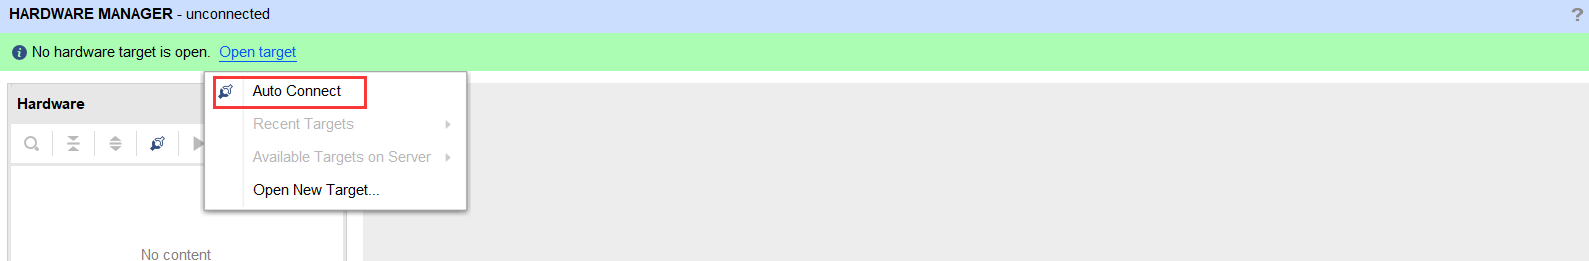 HARDWARE MANAGER - unconnected
?
No hardware target is open. Open target
Auto Connect
Hardware
Recent Targets
Available Targets on Server
Open New Target...
No content